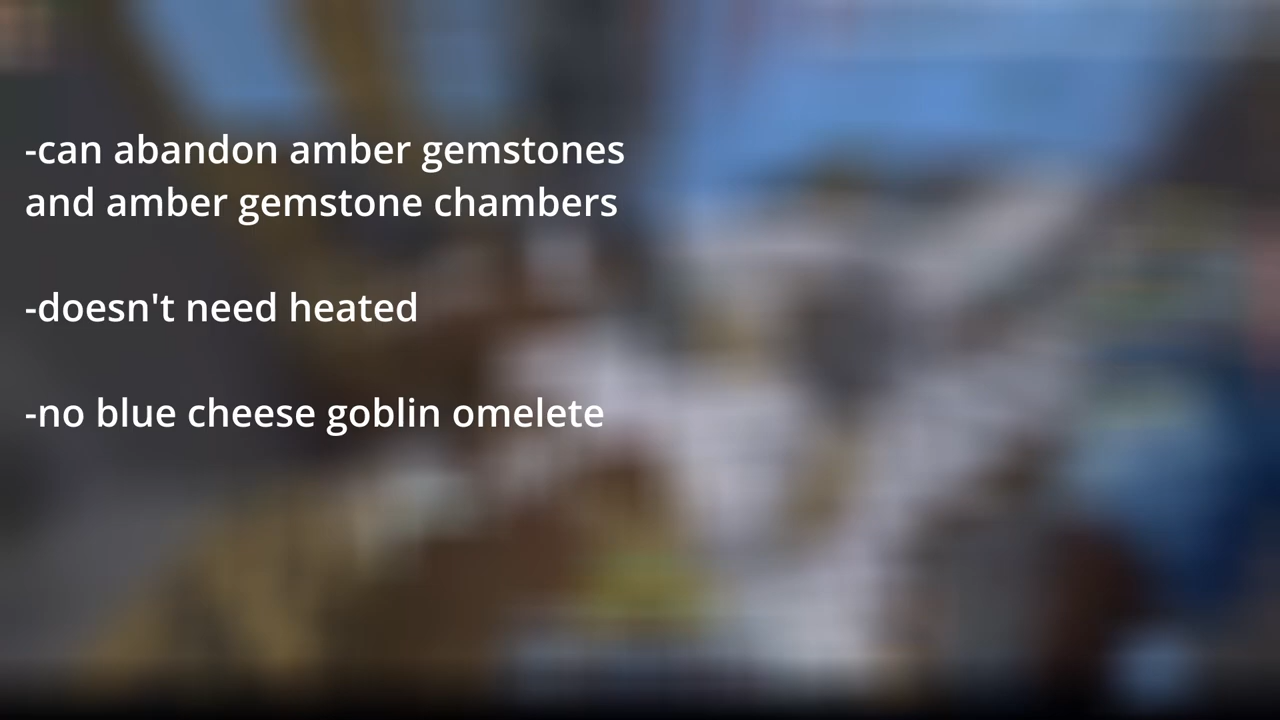 -can abandon amber gemstones
and amber gemstone chambers
-doesn't need heated
-no blue cheese goblin omelete